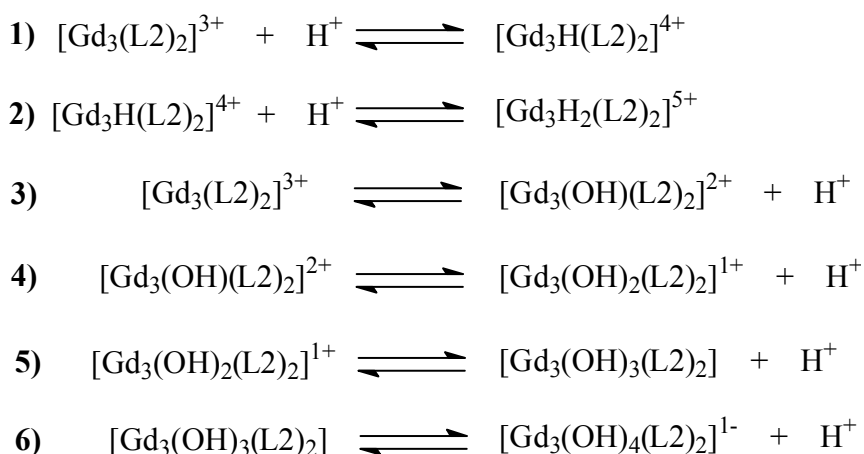 1) [Gd₃(L2)₂]³⁺ + H⁺ ⇌ [Gd₃H(L2)₂]⁴⁺
2) [Gd₃H(L2)₂]⁴⁺ + H⁺ ⇌ [Gd₃H₂(L2)₂]⁵⁺
3) [Gd₃(L2)₂]³⁺ ⇌ [Gd₃(OH)(L2)₂]²⁺ + H⁺
4) [Gd₃(OH)(L2)₂]²⁺ ⇌ [Gd₃(OH)₂(L2)₂]¹⁺ + H⁺
5) [Gd₃(OH)₂(L2)₂]¹⁺ ⇌ [Gd₃(OH)₃(L2)₂] + H⁺
6) [Gd₃(OH)₃(L2)₂] ⇌ [Gd₃(OH)₄(L2)₂]¹⁻ + H⁺